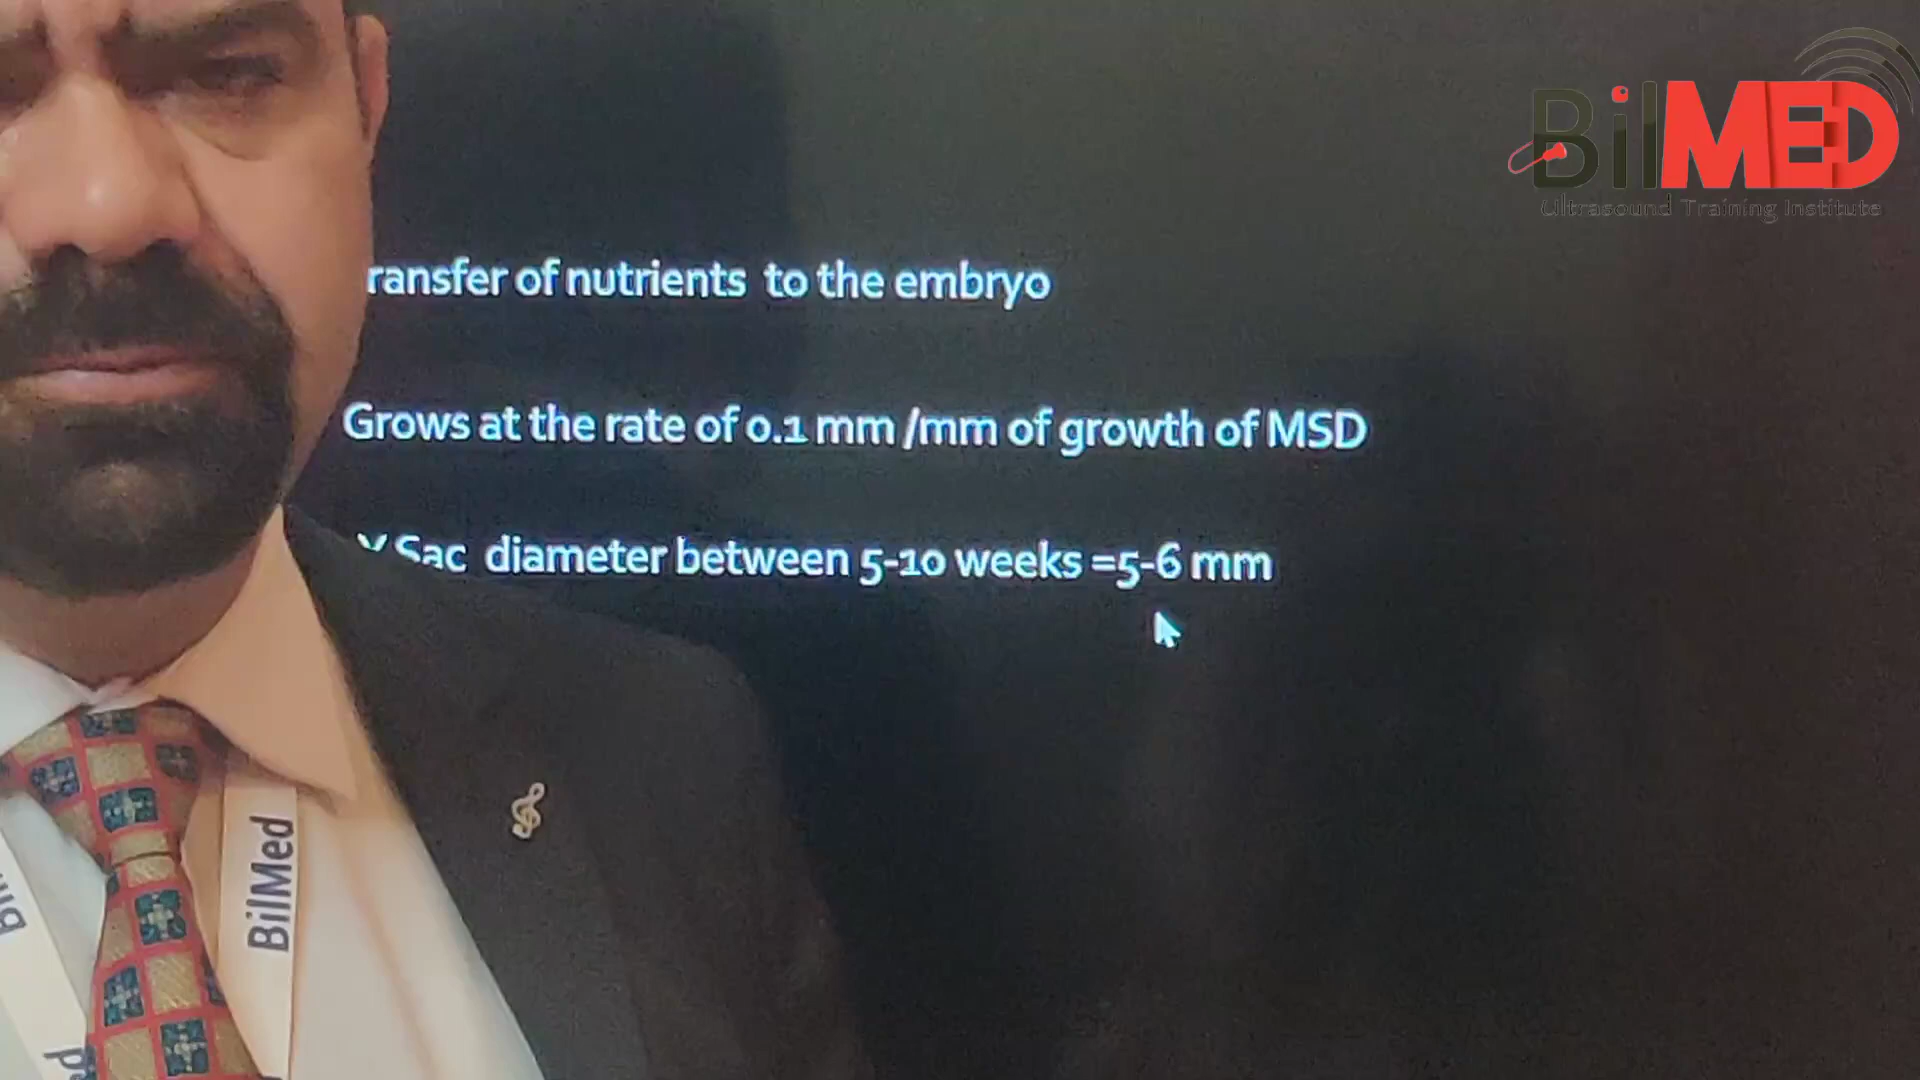 BilMED
Ultrasound Training Institute
ransfer of nutrients to the embryo
Grows at the rate of 0.1 mm /mm of growth of MSD
Y Sac diameter between 5-10 weeks =5-6 mm
BilMed
Bil